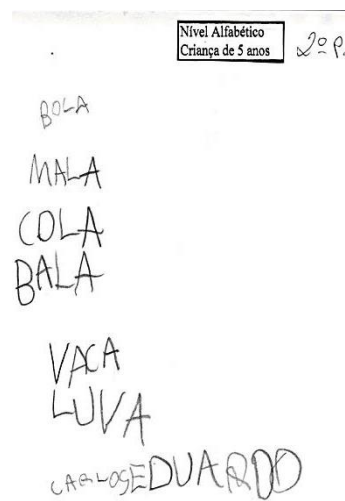 Nível Alfabético
Criança de 5 anos
2º P.
BOLA
MALA
COLA
BALA
VACA
LUVA
CARLOS EDUARDO